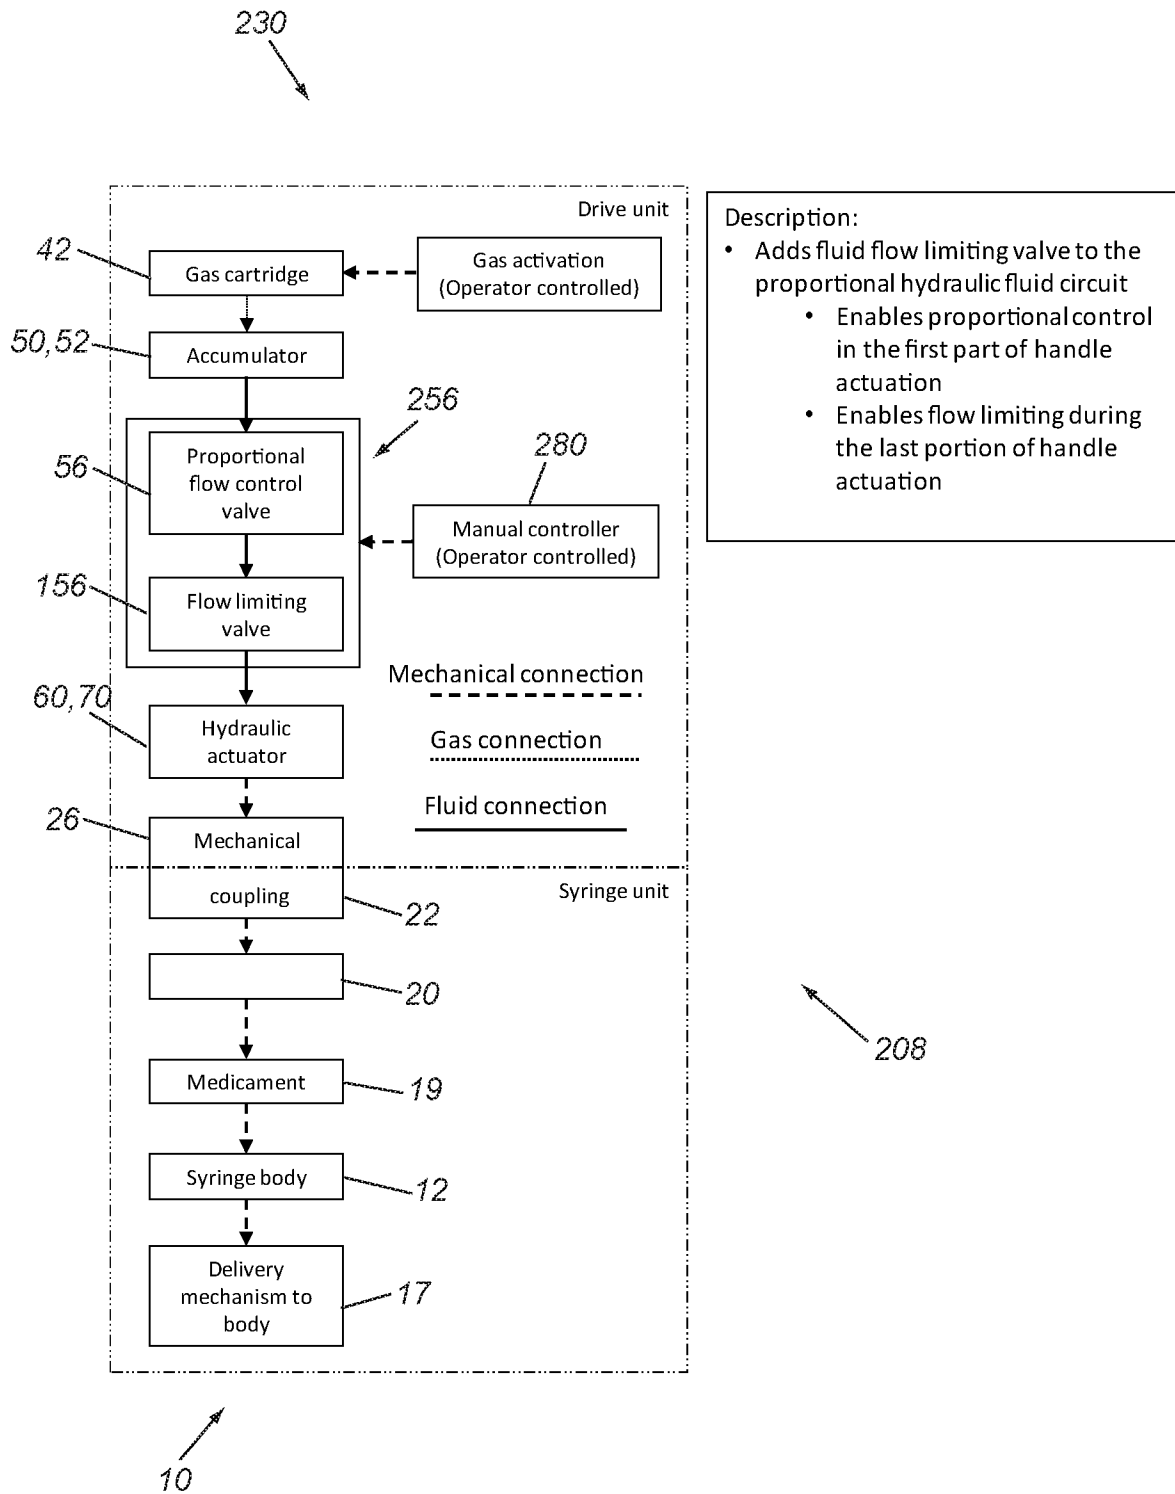 230
Drive unit
42
Gas cartridge
Gas activation
(Operator controlled)
50,52
Accumulator
256
56
Proportional
flow control
valve
280
Manual controller
(Operator controlled)
156
Flow limiting
valve
Mechanical connection
60,70
Hydraulic
actuator
Gas connection
Fluid connection
26
Mechanical
Syringe unit
coupling
22
20
Medicament
19
Syringe body
12
Delivery
mechanism to
body
17
10
Description:
• Adds fluid flow limiting valve to the
proportional hydraulic fluid circuit
• Enables proportional control
in the first part of handle
actuation
• Enables flow limiting during
the last portion of handle
actuation
208